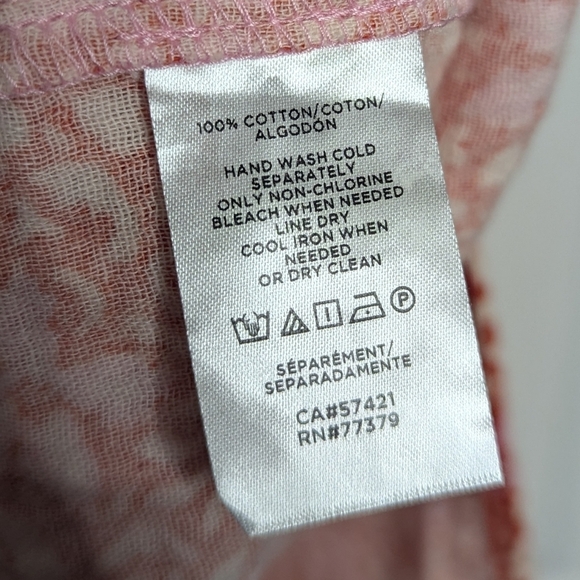 100% COTTON/COTON/
ALGODÓN
HAND WASH COLD
SEPARATELY
ONLY NON-CHLORINE
BLEACH WHEN NEEDED
LINE DRY
COOL IRON WHEN
NEEDED
OR DRY CLEAN
P
SÉPARÉMENT/
SEPARADAMENTE
CA#57421
RN#77379